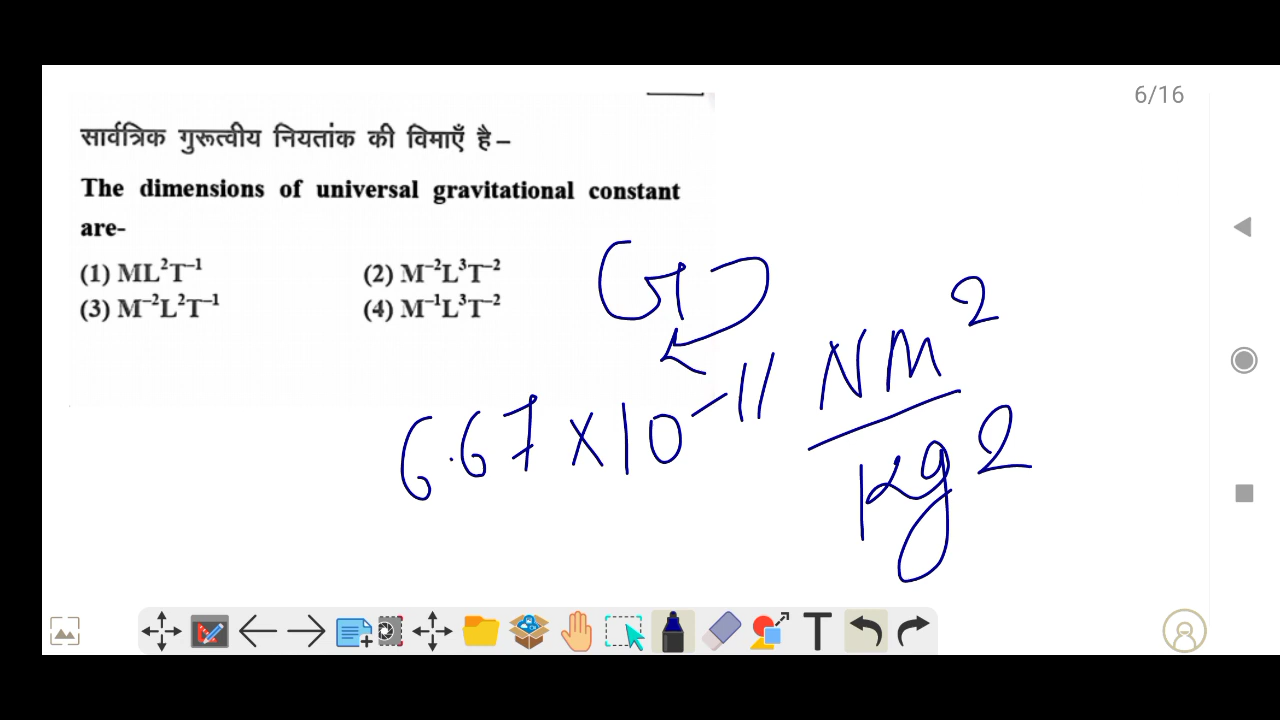 6/16
सार्वत्रिक गुरूत्वीय नियतांक की विमाएँ है –
The dimensions of universal gravitational constant
are-
(1) ML²T⁻¹ (2) M⁻²L³T⁻²
(3) M⁻²L²T⁻¹ (4) M⁻¹L³T⁻²
G
6.67 × 10⁻¹¹ NM²
Kg2
T